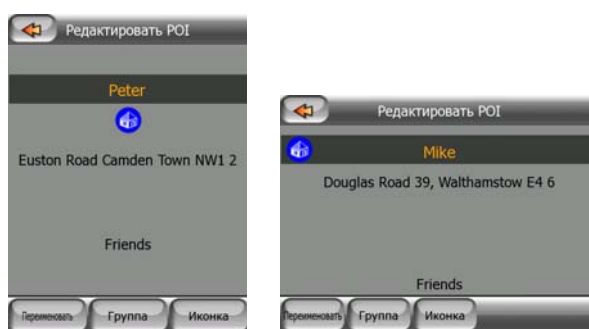 Редактировать POI
Peter
Euston Road Camden Town NW1 2
Friends
Переименовать Группа Иконка
Редактировать POI
Mike
Douglas Road 39, Walthamstow E4 6
Friends
Переименовать Группа Иконка